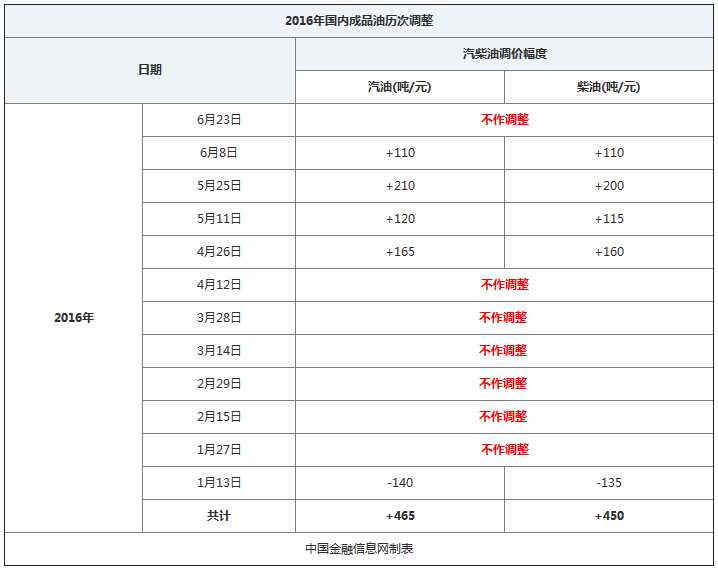 2016年国内成品油历次调整
日期
汽柴油调价幅度
汽油(吨/元) 柴油(吨/元)
2016年
6月23日 不作调整
6月8日 +110 +110
5月25日 +210 +200
5月11日 +120 +115
4月26日 +165 +160
4月12日 不作调整
3月28日 不作调整
3月14日 不作调整
2月29日 不作调整
2月15日 不作调整
1月27日 不作调整
1月13日 -140 -135
共计 +465 +450
中国金融信息网制表